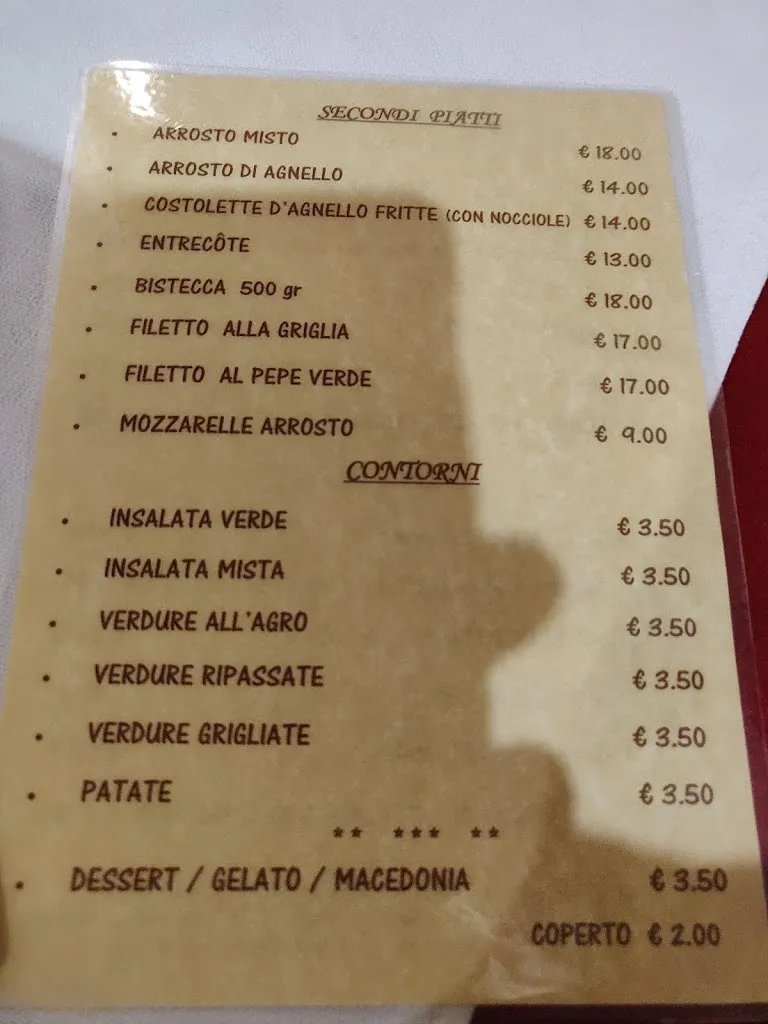 SECONDI PIATTI
• ARROSTO MISTO € 18.00
• ARROSTO DI AGNELLO € 14.00
• COSTOLETTE D'AGNELLO FRITTE (CON NOCCIOLE) € 14.00
• ENTRECÔTE € 13.00
• BISTECCA 500 gr € 18.00
• FILETTO ALLA GRIGLIA € 17.00
• FILETTO AL PEPE VERDE € 17.00
• MOZZARELLE ARROSTO € 9.00
CONTORNI
• INSALATA VERDE € 3.50
• INSALATA MISTA € 3.50
• VERDURE ALL'AGRO € 3.50
• VERDURE RIPASSATE € 3.50
• VERDURE GRIGLIATE € 3.50
• PATATE € 3.50
** *** **
• DESSERT / GELATO / MACEDONIA € 3.50
COPERTO € 2.00